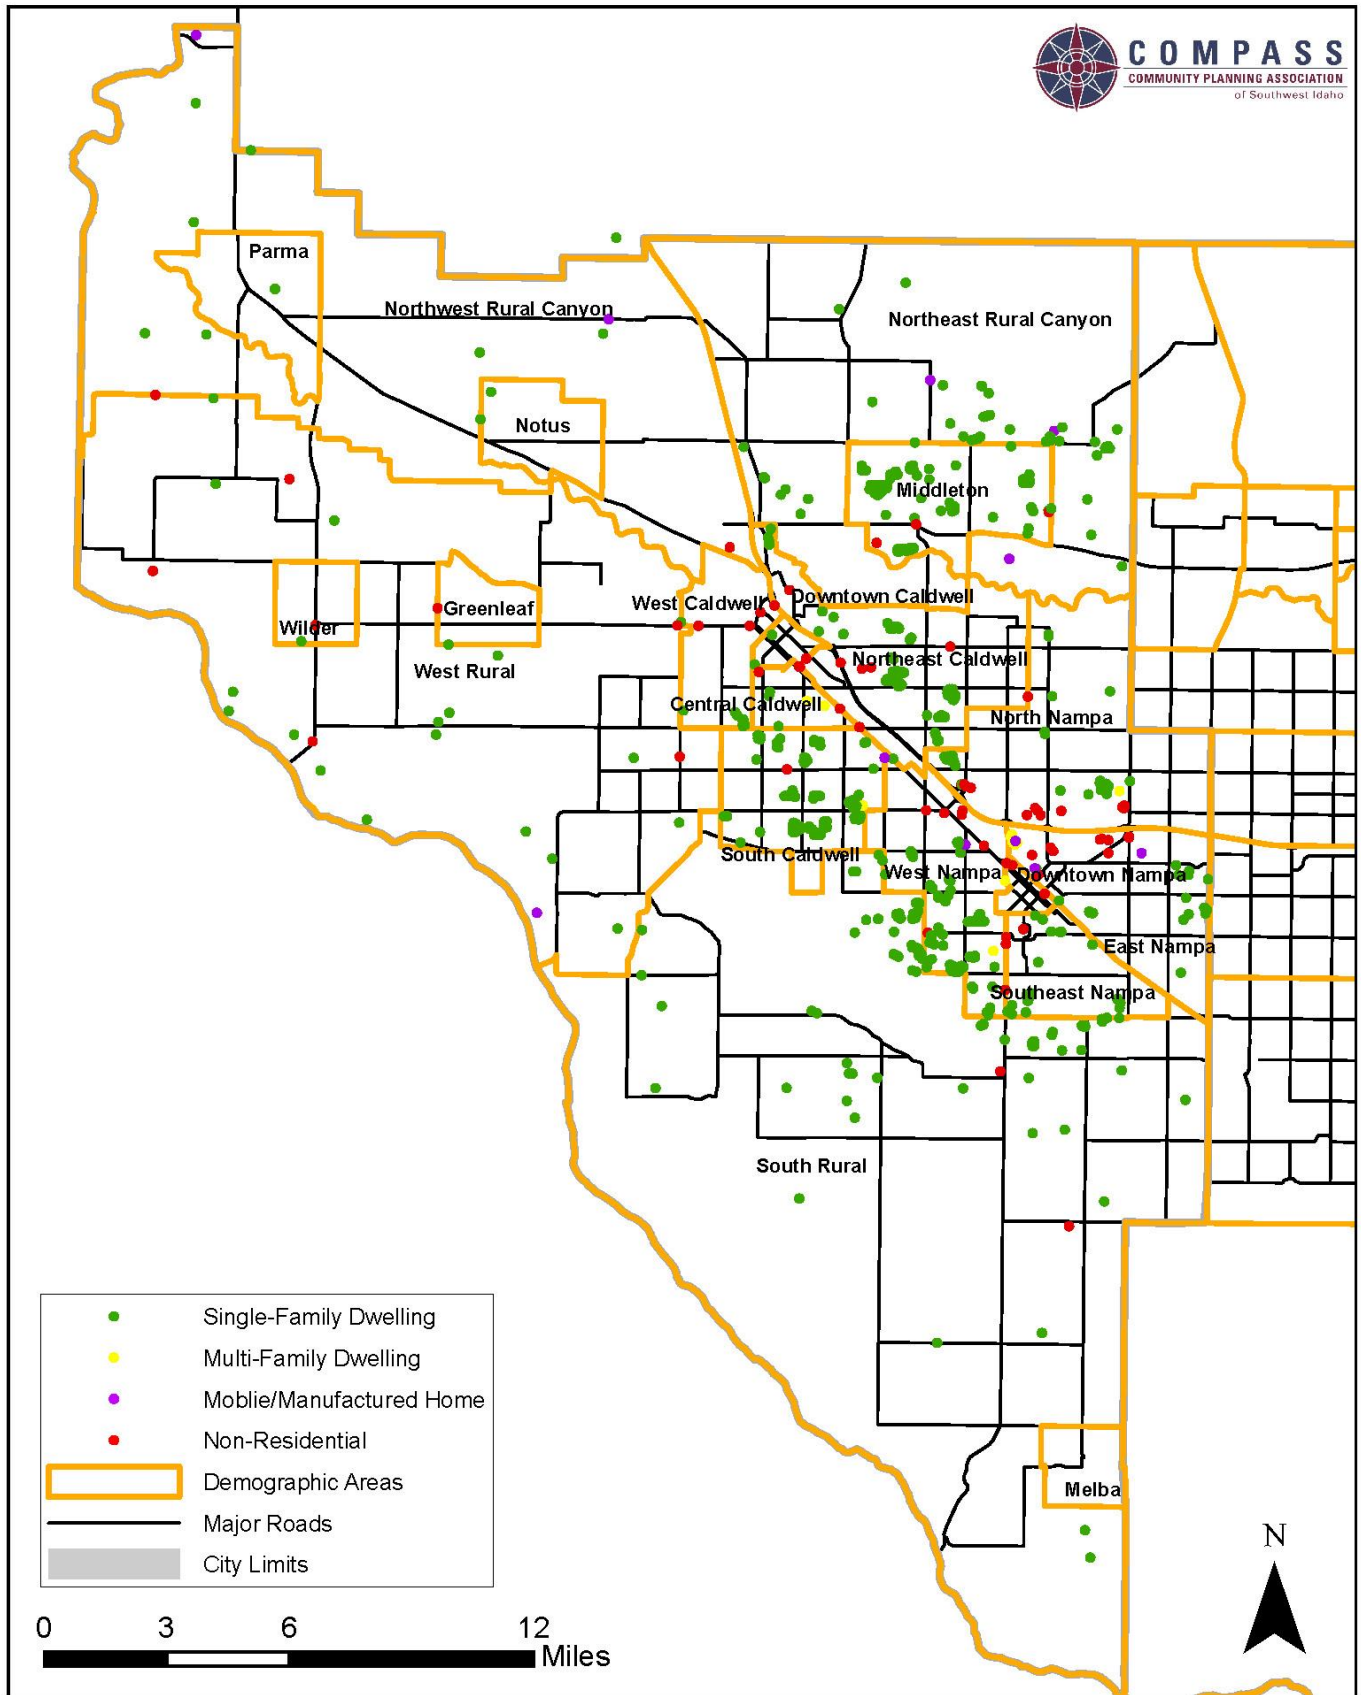 COMPASS
COMMUNITY PLANNING ASSOCIATION
of Southwest Idaho
Parma
Northwest Rural Canyon
Northeast Rural Canyon
Notus
Middleton
West Caldwell
Downtown Caldwell
Greenleaf
Wilder
West Rural
Northeast Caldwell
Central Caldwell
North Nampa
South Caldwell
West Nampa
Downtown Nampa
East Nampa
Southeast Nampa
South Rural
Melba
Single-Family Dwelling
Multi-Family Dwelling
Moblie/Manufactured Home
Non-Residential
Demographic Areas
Major Roads
City Limits
N
0 3 6 12
Miles